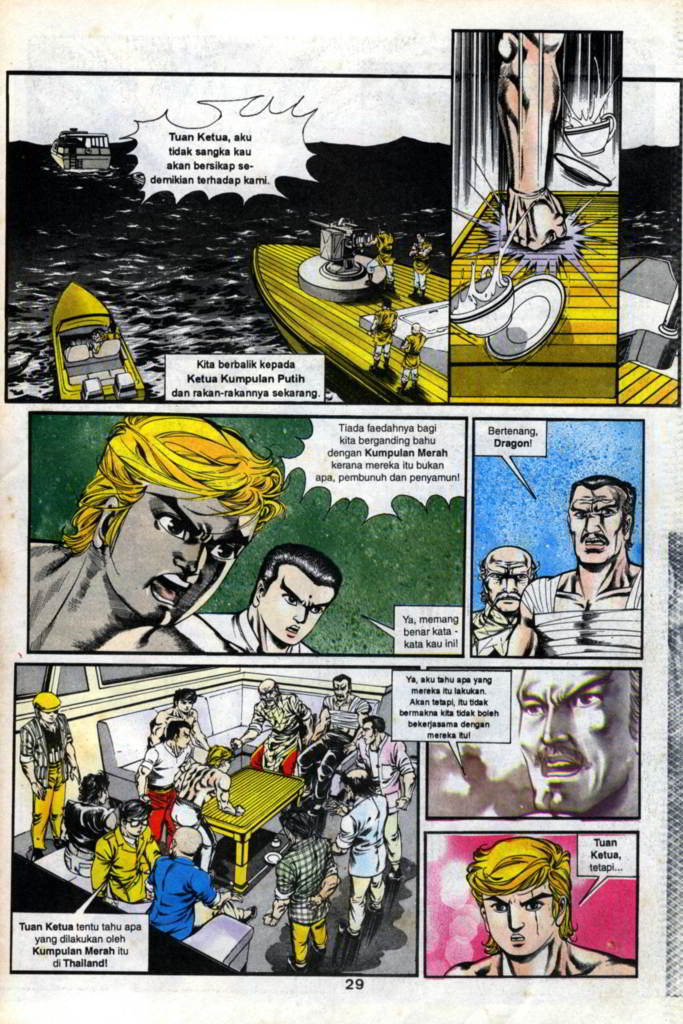 Tuan Ketua, aku
tidak sangka kau
akan bersikap se-
demikian terhadap kami.
Kita berbalik kepada
Ketua Kumpulan Putih
dan rakan-rakannya sekarang.
Tiada faedahnya bagi
kita berganding bahu
dengan Kumpulan Merah
kerana mereka itu bukan
apa, pembunuh dan penyamun!
Ya, memang
benar kata -
kata kau ini!
Bertenang,
Dragon!
Tuan Ketua tentu tahu apa
yang dilakukan oleh
Kumpulan Merah itu
di Thailand!
Ya, aku tahu apa yang
mereka itu lakukan.
Akan tetapi, itu tidak
bermakna kita tidak boleh
bekerjasama dengan
mereka itu!
Tuan
Ketua,
tetapi...
29